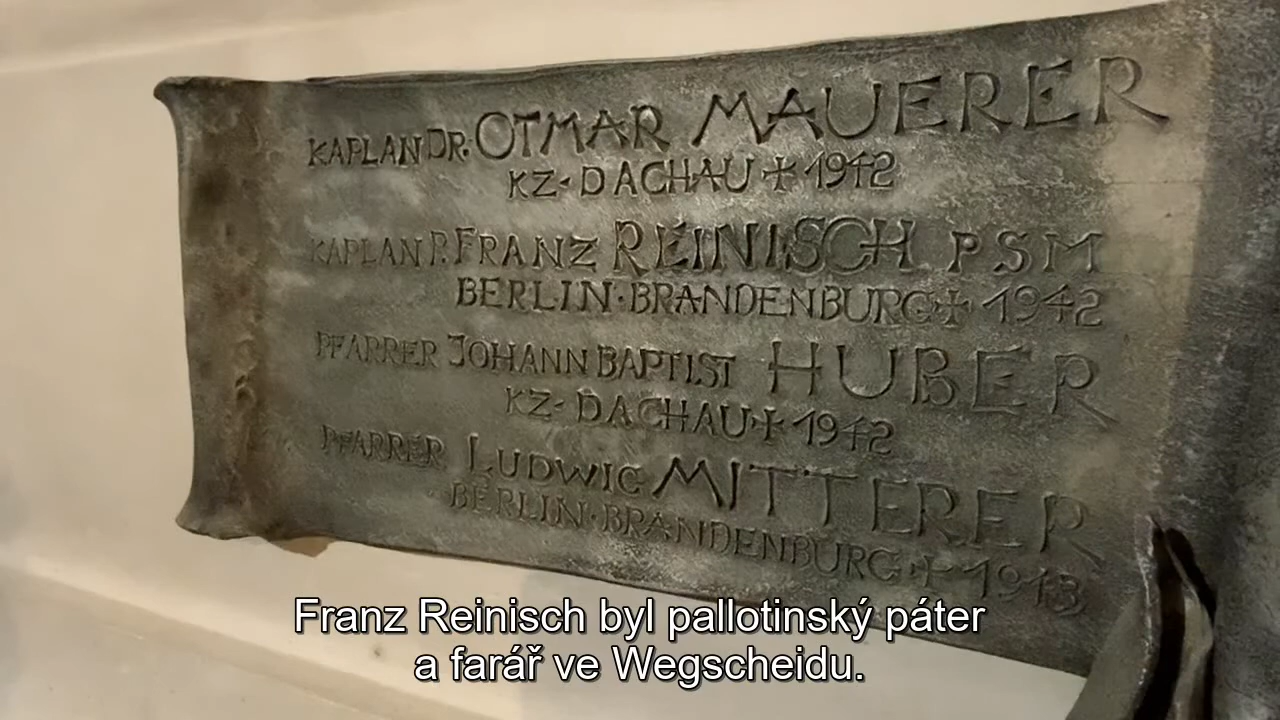 KAPLAN DR. OTMAR MAUERER
KZ-DACHAU † 1942
KAPLAN P. FRANZ REINISCH PSM
BERLIN·BRANDENBURG † 1942
PFARRER JOHANN BAPTIST HUBER
KZ-DACHAU † 1942
PFARRER LUDWIG MITTERER
BERLIN·BRANDENBURG † 1943
Franz Reinisch byl pallotinský páter
a farář ve Wegscheidu.